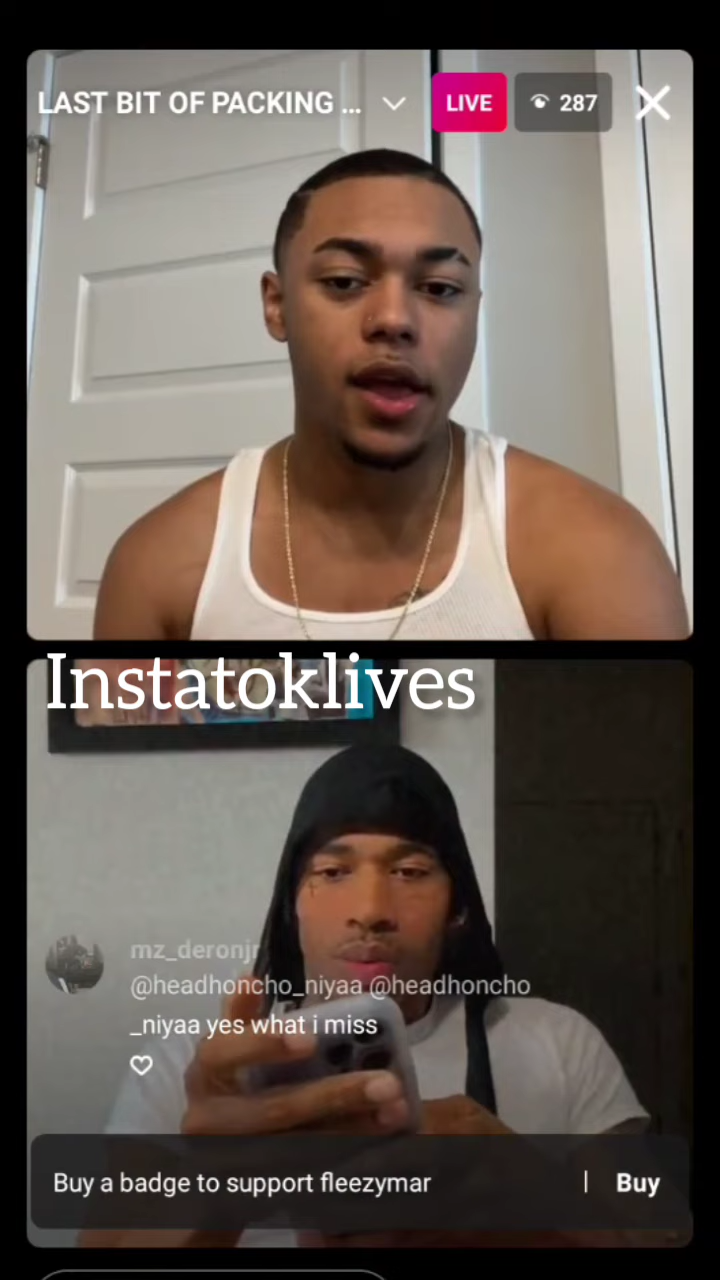 LAST BIT OF PACKING ...
LIVE
287
Instatoklives
mz_deronjr
@headhoncho_niyaa @headhoncho
_niyaa yes what i miss
Buy a badge to support fleezymar | Buy